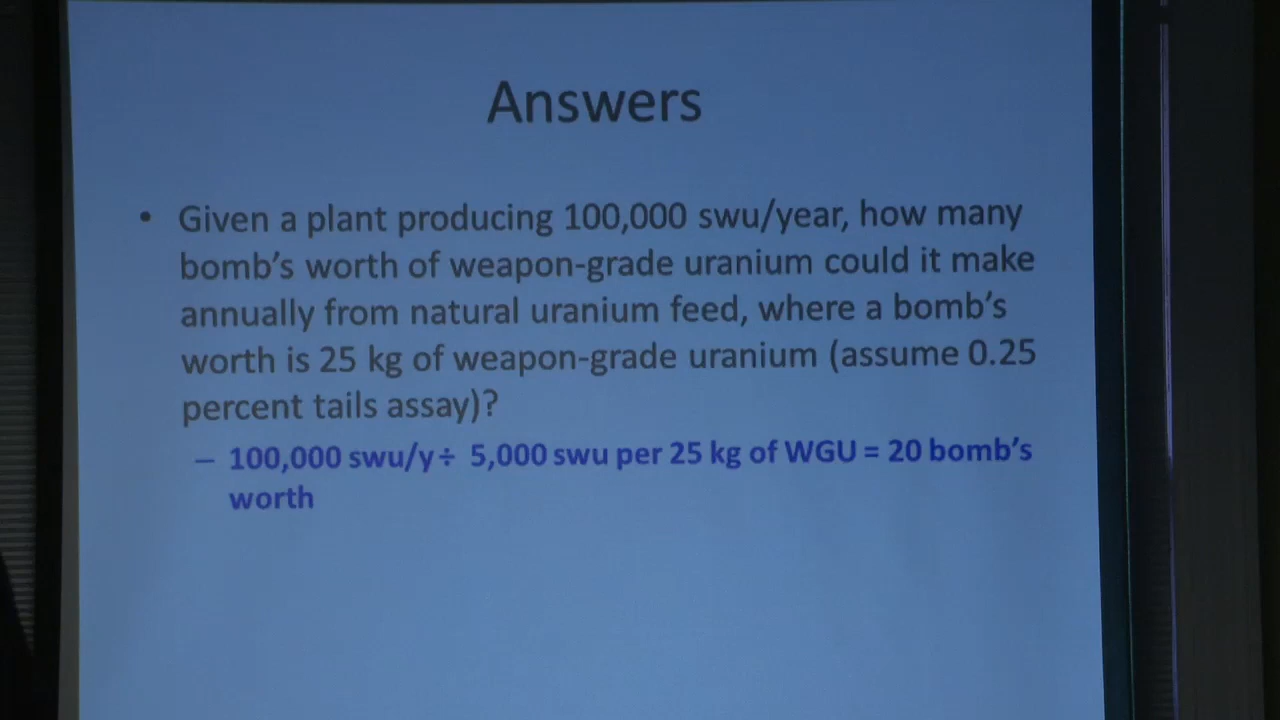 Answers
• Given a plant producing 100,000 swu/year, how many
bomb's worth of weapon-grade uranium could it make
annually from natural uranium feed, where a bomb's
worth is 25 kg of weapon-grade uranium (assume 0.25
percent tails assay)?
– 100,000 swu/y÷ 5,000 swu per 25 kg of WGU = 20 bomb's
worth